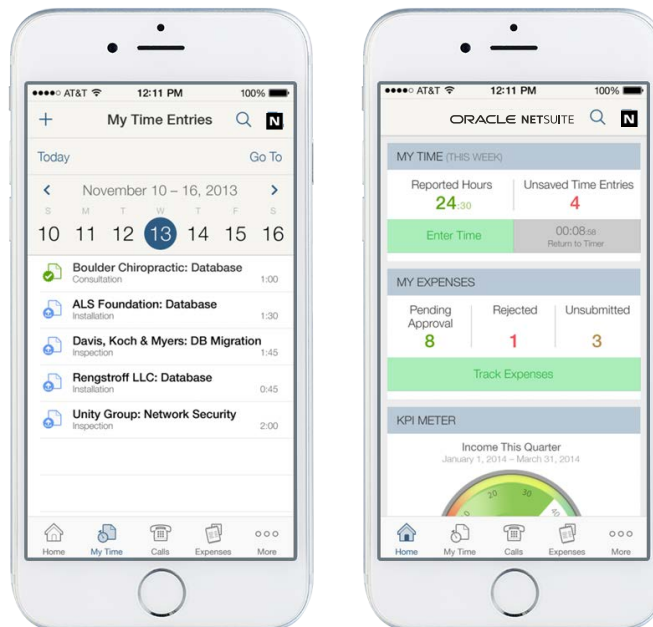 ●●●●○ AT&T 12:11 PM 100%
+ My Time Entries N
Today Go To
< November 10 – 16, 2013 >
S M T W T F S
10 11 12 13 14 15 16
Boulder Chiropractic: Database
Consultation 1:00
ALS Foundation: Database
Installation 1:30
Davis, Koch & Myers: DB Migration
Inspection 1:45
Rengstroff LLC: Database
Installation 0:45
Unity Group: Network Security
Inspection 2:00
Home My Time Calls Expenses More
●●●●○ AT&T 12:11 PM 100%
ORACLE NETSUITE N
MY TIME (THIS WEEK)
Reported Hours Unsaved Time Entries
24:30 4
Enter Time 00:08:58
Return to Timer
MY EXPENSES
Pending Approval Rejected Unsubmitted
8 1 3
Track Expenses
KPI METER
Income This Quarter
January 1, 2014 – March 31, 2014
20 30
40
Home My Time Calls Expenses More